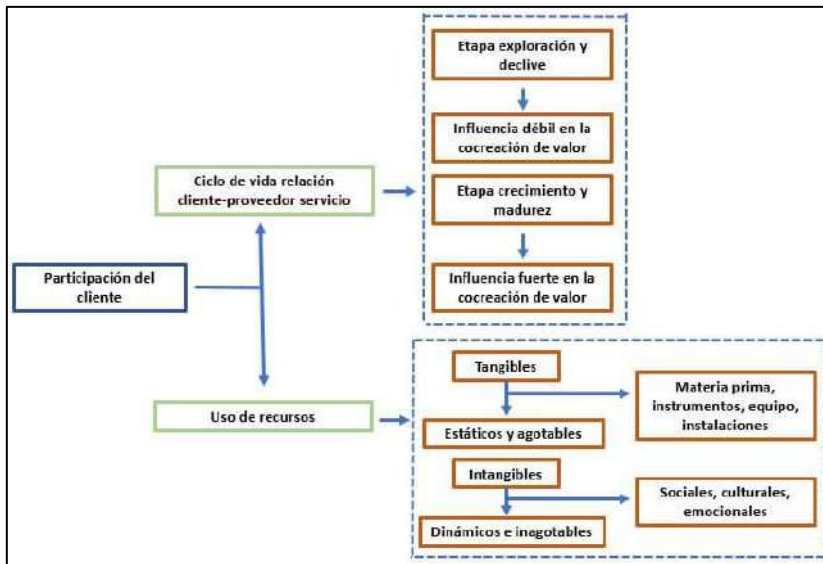 Etapa exploración y
declive
Influencia débil en la
cocreación de valor
Ciclo de vida relación
cliente-proveedor servicio
Etapa crecimiento y
madurez
Influencia fuerte en la
cocreación de valor
Participación del
cliente
Uso de recursos
Tangibles
Materia prima,
instrumentos, equipo,
instalaciones
Estáticos y agotables
Intangibles
Sociales, culturales,
emocionales
Dinámicos e inagotables